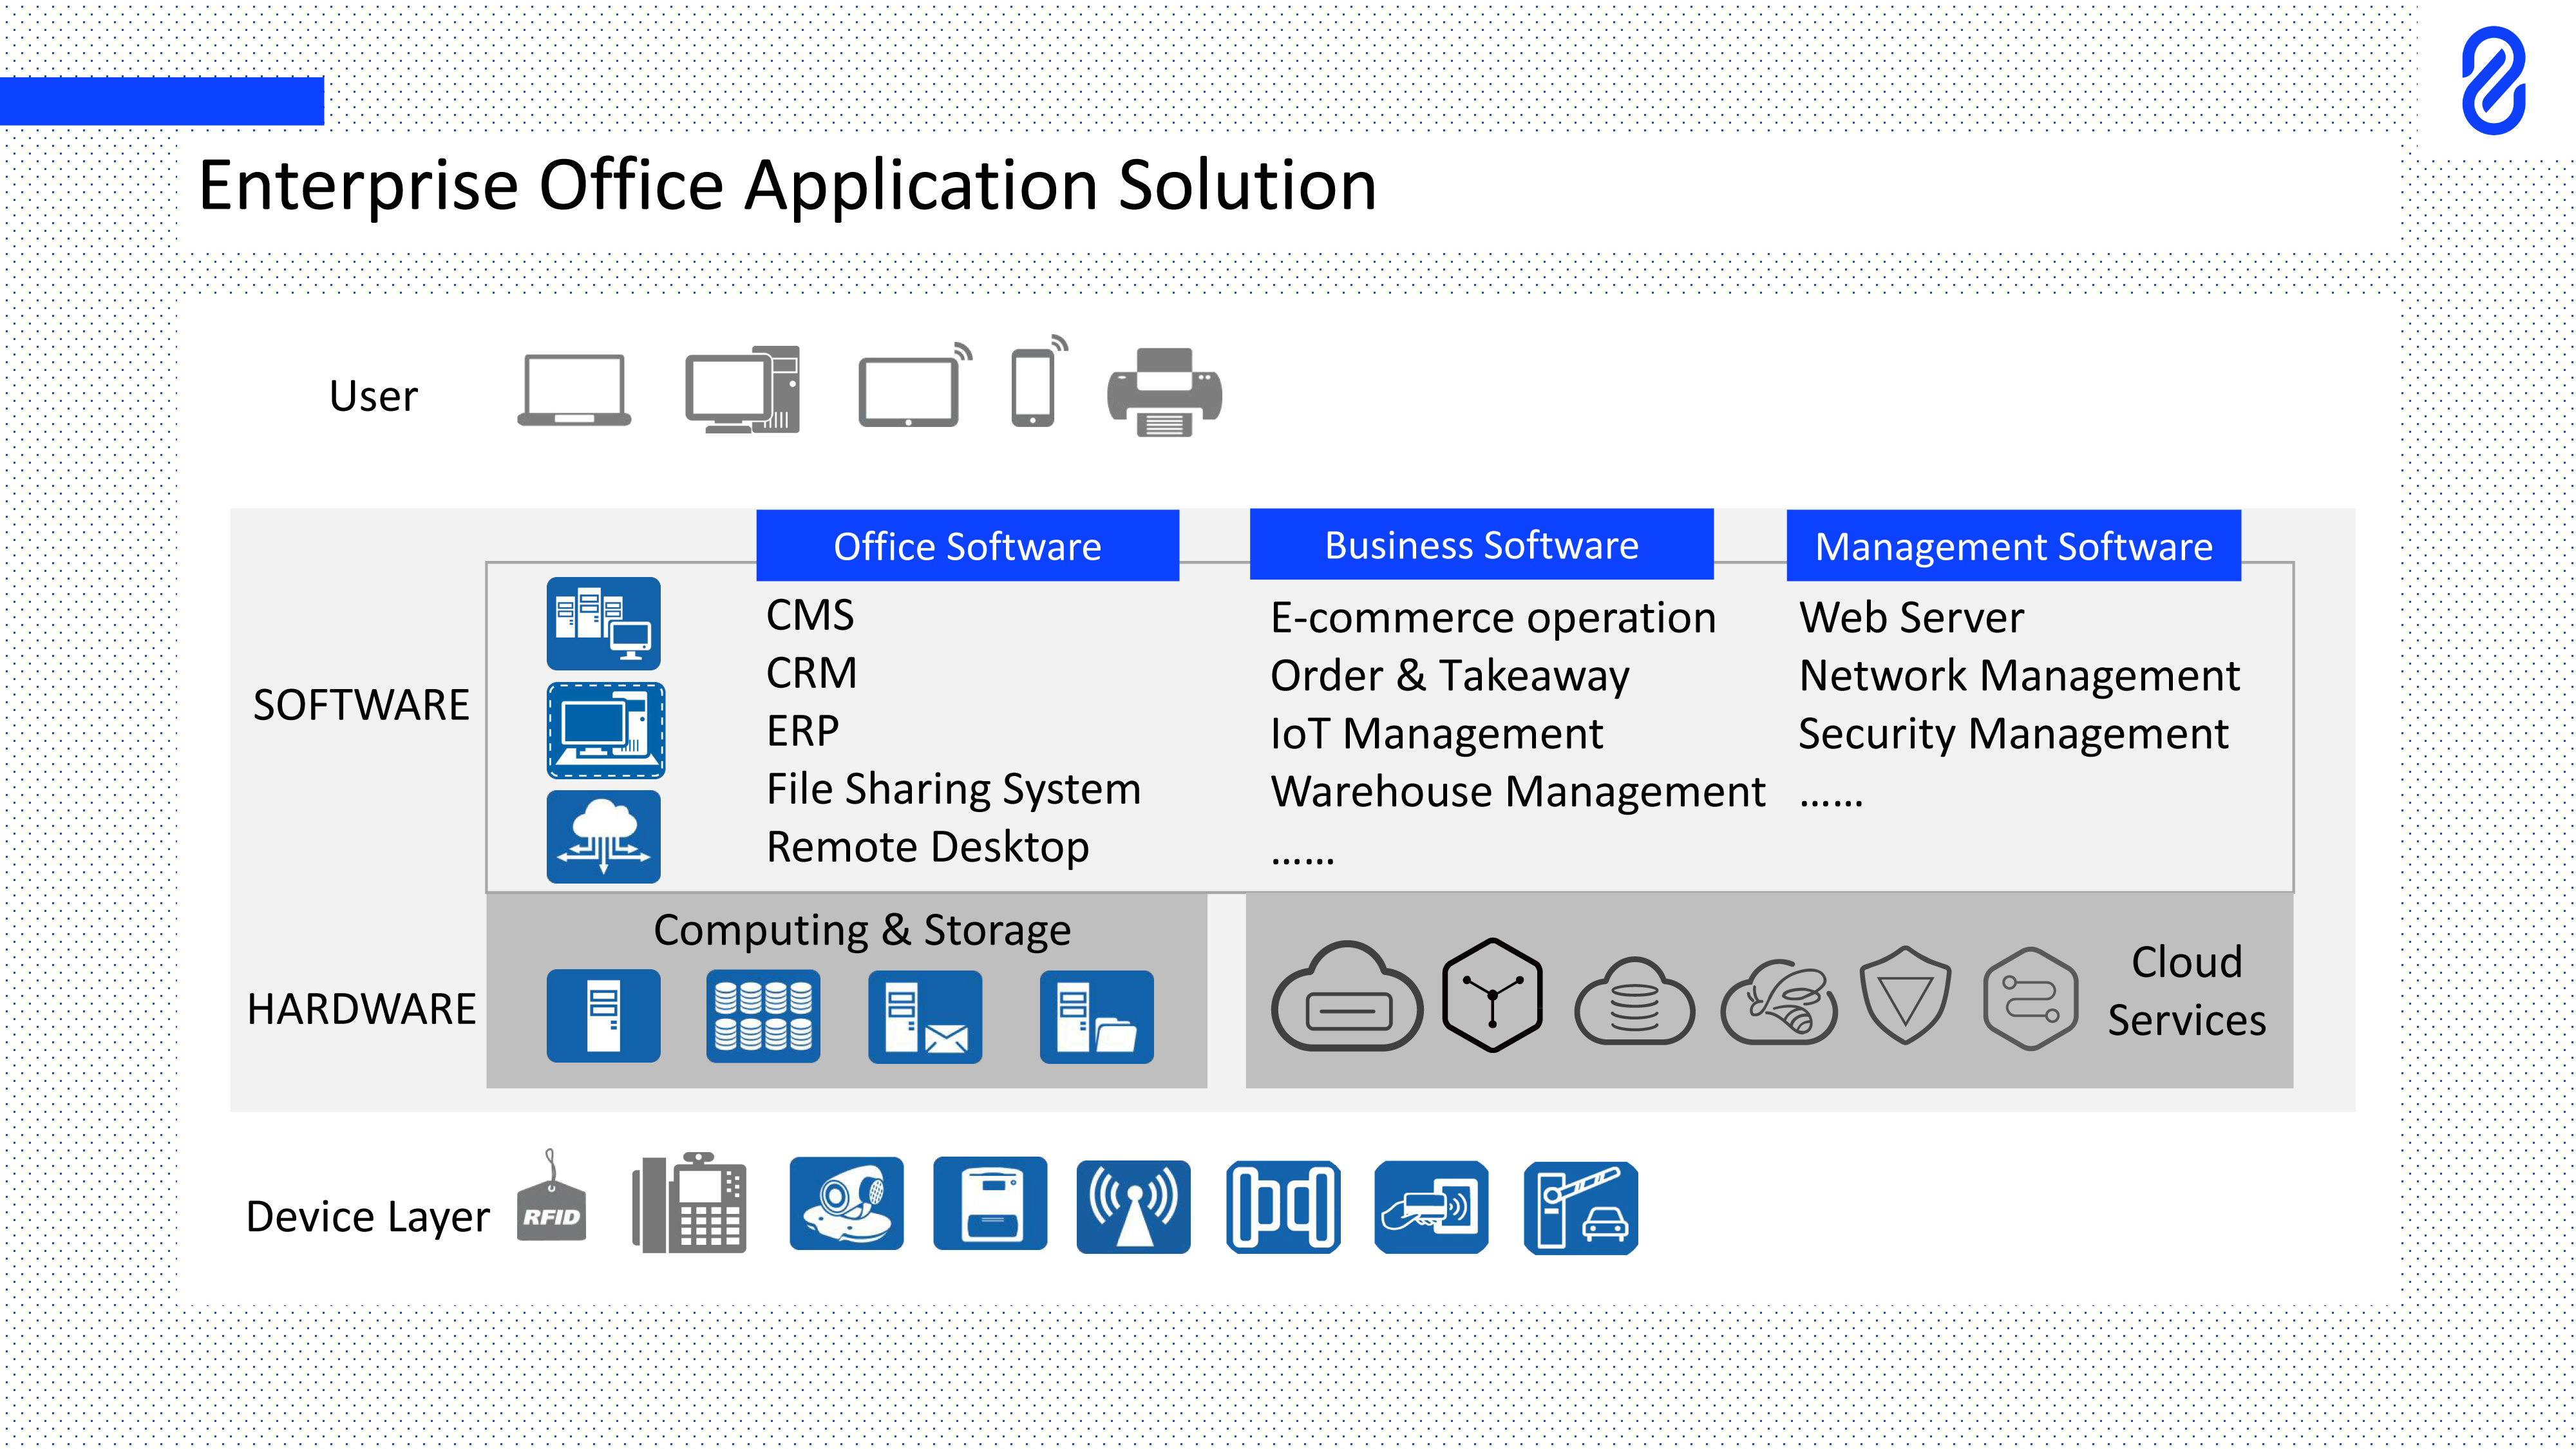 Enterprise Office Application Solution
User
Office Software
Business Software
Management Software
SOFTWARE
CMS
CRM
ERP
File Sharing System
Remote Desktop
E-commerce operation
Order & Takeaway
IoT Management
Warehouse Management
......
Web Server
Network Management
Security Management
......
HARDWARE
Computing & Storage
Cloud
Services
Device Layer
RFID